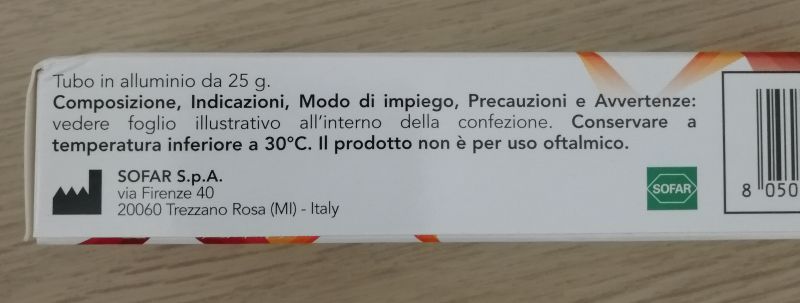 Tubo in alluminio da 25 g.
Composizione, Indicazioni, Modo di impiego, Precauzioni e Avvertenze:
vedere foglio illustrativo all'interno della confezione. Conservare a
temperatura inferiore a 30°C. Il prodotto non è per uso oftalmico.
SOFAR S.p.A.
via Firenze 40
20060 Trezzano Rosa (MI) - Italy
SOFAR
8 050